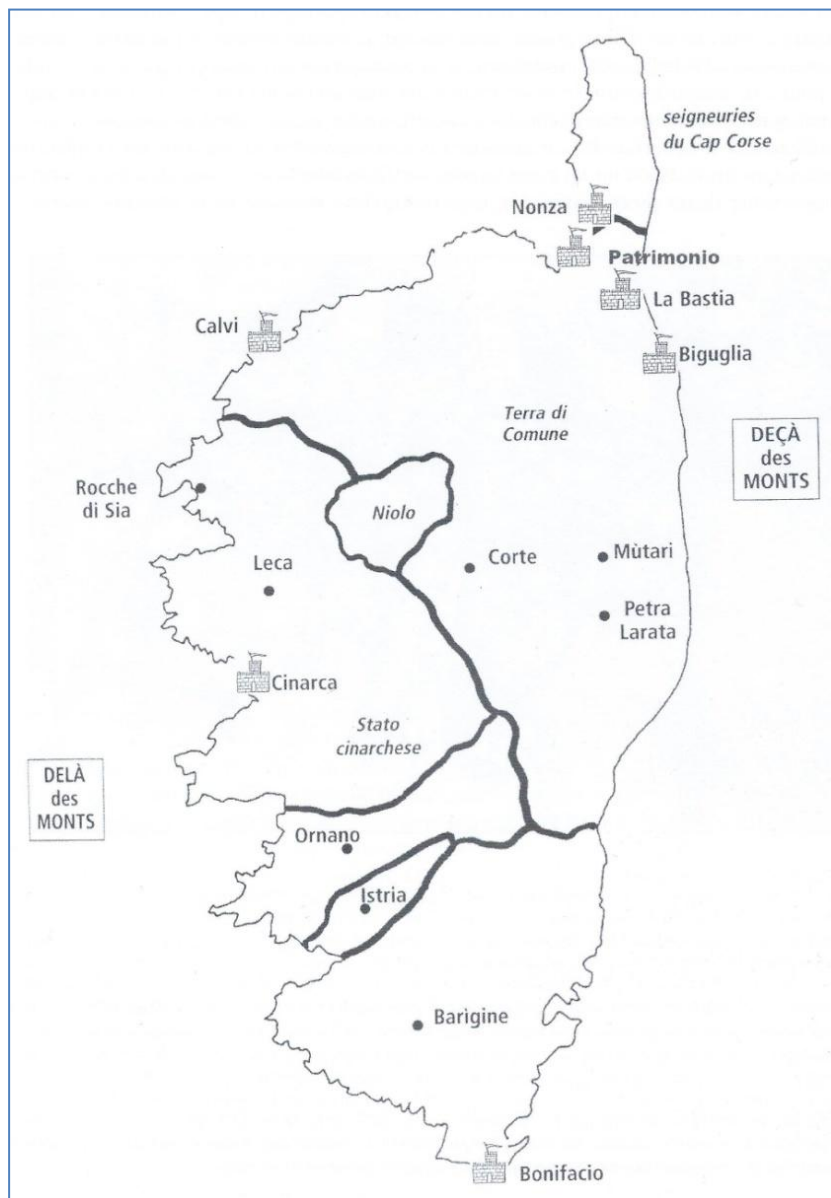 seigneuries
du Cap Corse
Nonza
Patrimonio
La Bastia
Calvi
Biguglia
Terra di
Comune
DEÇÀ
des
MONTS
Rocche
di Sia
Niolo
Leca
Corte
Mùtari
Petra
Larata
Cinarca
Stato
cinarchese
DELÀ
des
MONTS
Ornano
Istria
Barìgine
Bonifacio